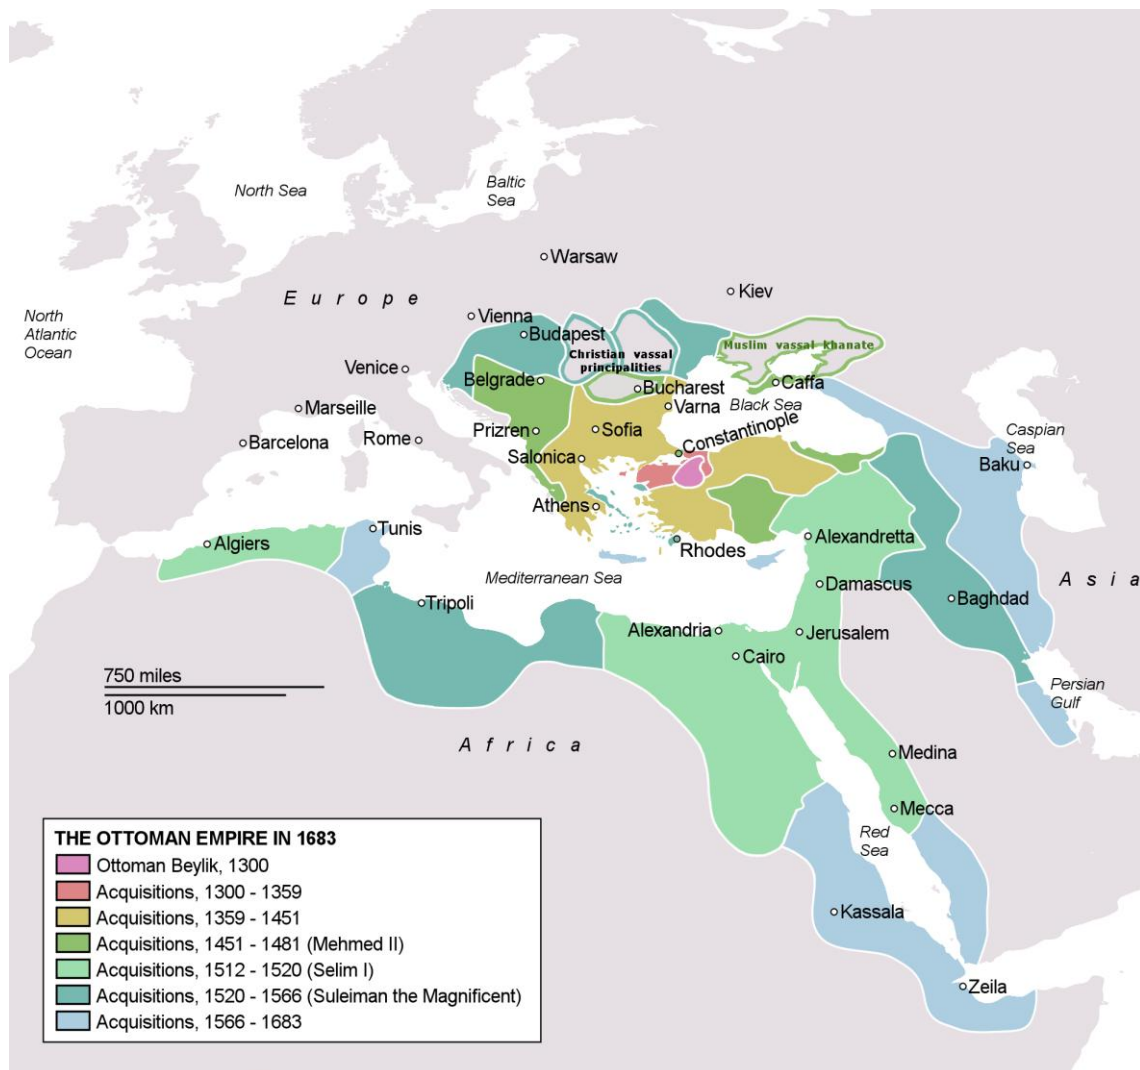 North Sea
Baltic
Sea
Warsaw
Europe
Kiev
North
Atlantic
Ocean
Vienna
Budapest
Christian vassal
principalities
Muslim vassal khanate
Venice
Belgrade
Bucharest
Caffa
Marseille
Varna
Black Sea
Barcelona
Rome
Prizren
Sofia
Constantinople
Caspian
Sea
Salonica
Baku
Athens
Tunis
Algiers
Rhodes
Alexandretta
Mediterranean Sea
Damascus
Asia
Tripoli
Baghdad
Alexandria
Jerusalem
Cairo
750 miles
1000 km
Persian
Gulf
Africa
Medina
Mecca
Red
Sea
Kassala
Zeila
THE OTTOMAN EMPIRE IN 1683
Ottoman Beylik, 1300
Acquisitions, 1300 - 1359
Acquisitions, 1359 - 1451
Acquisitions, 1451 - 1481 (Mehmed II)
Acquisitions, 1512 - 1520 (Selim I)
Acquisitions, 1520 - 1566 (Suleiman the Magnificent)
Acquisitions, 1566 - 1683